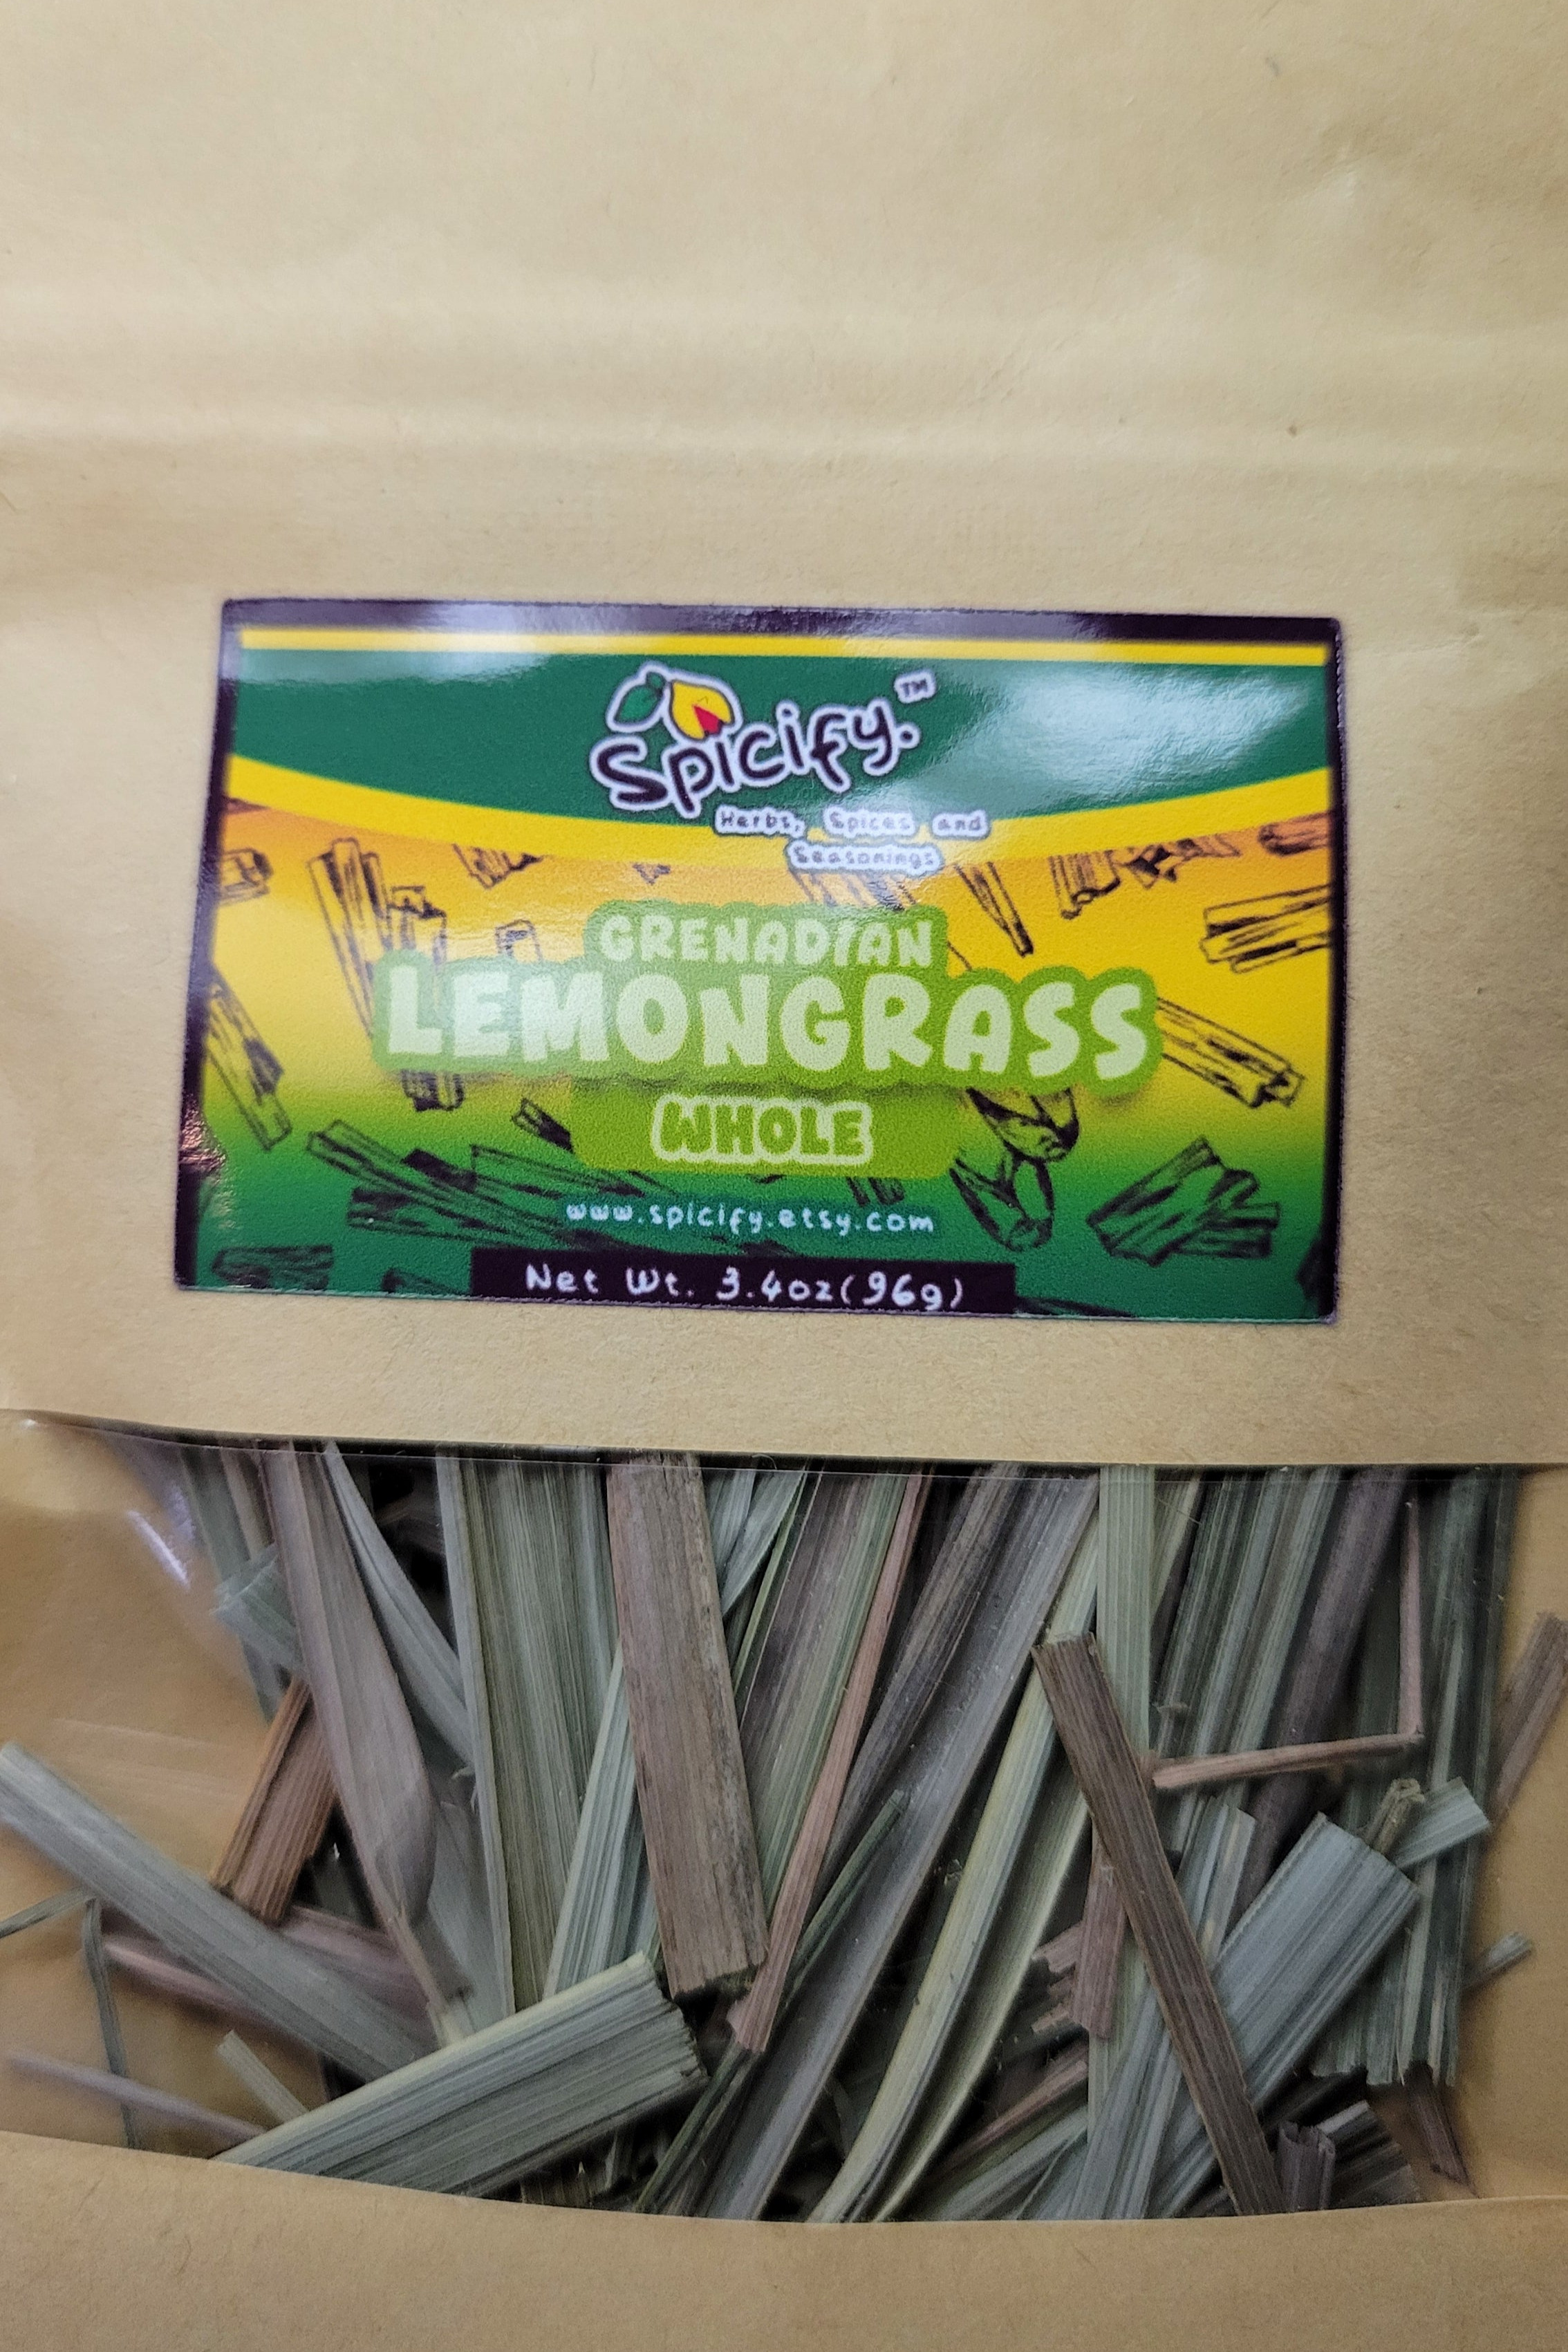 Spicify.™
Herbs, Spices and
Seasonings
GRENADIAN
LEMONGRASS
WHOLE
www.spicify.etsy.com
Net Wt. 3.4oz(96g)